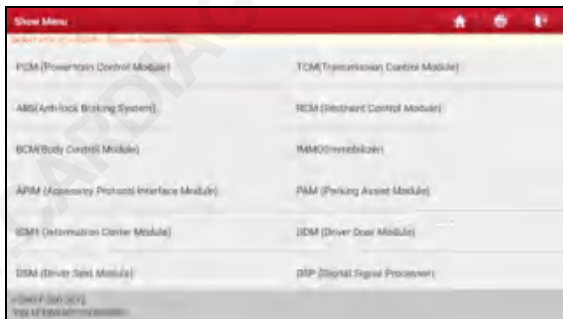 Show Menu
PCM (Powertrain Control Module)
TCM(Transmission Control Module)
ABS(Anti-lock Braking System)
RCM (Restraint Control Module)
BCM(Body Control Module)
IMMO(Immobilizer)
APIM (Accessory Protocol Interface Module)
PAM (Parking Assist Module)
ICM1 (Information Center Module)
DDM (Driver Door Module)
DSM (Driver Seat Module)
DSP (Digital Signal Processor)